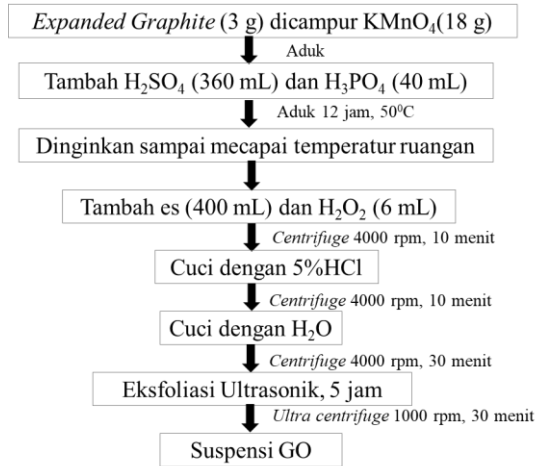 Expanded Graphite (3 g) dicampur KMnO₄(18 g)
Aduk
Tambah H₂SO₄ (360 mL) dan H₃PO₄ (40 mL)
Aduk 12 jam, 50⁰C
Dinginkan sampai mecapai temperatur ruangan
Tambah es (400 mL) dan H₂O₂ (6 mL)
Centrifuge 4000 rpm, 10 menit
Cuci dengan 5%HCl
Centrifuge 4000 rpm, 10 menit
Cuci dengan H₂O
Centrifuge 4000 rpm, 30 menit
Eksfoliasi Ultrasonik, 5 jam
Ultra centrifuge 1000 rpm, 30 menit
Suspensi GO